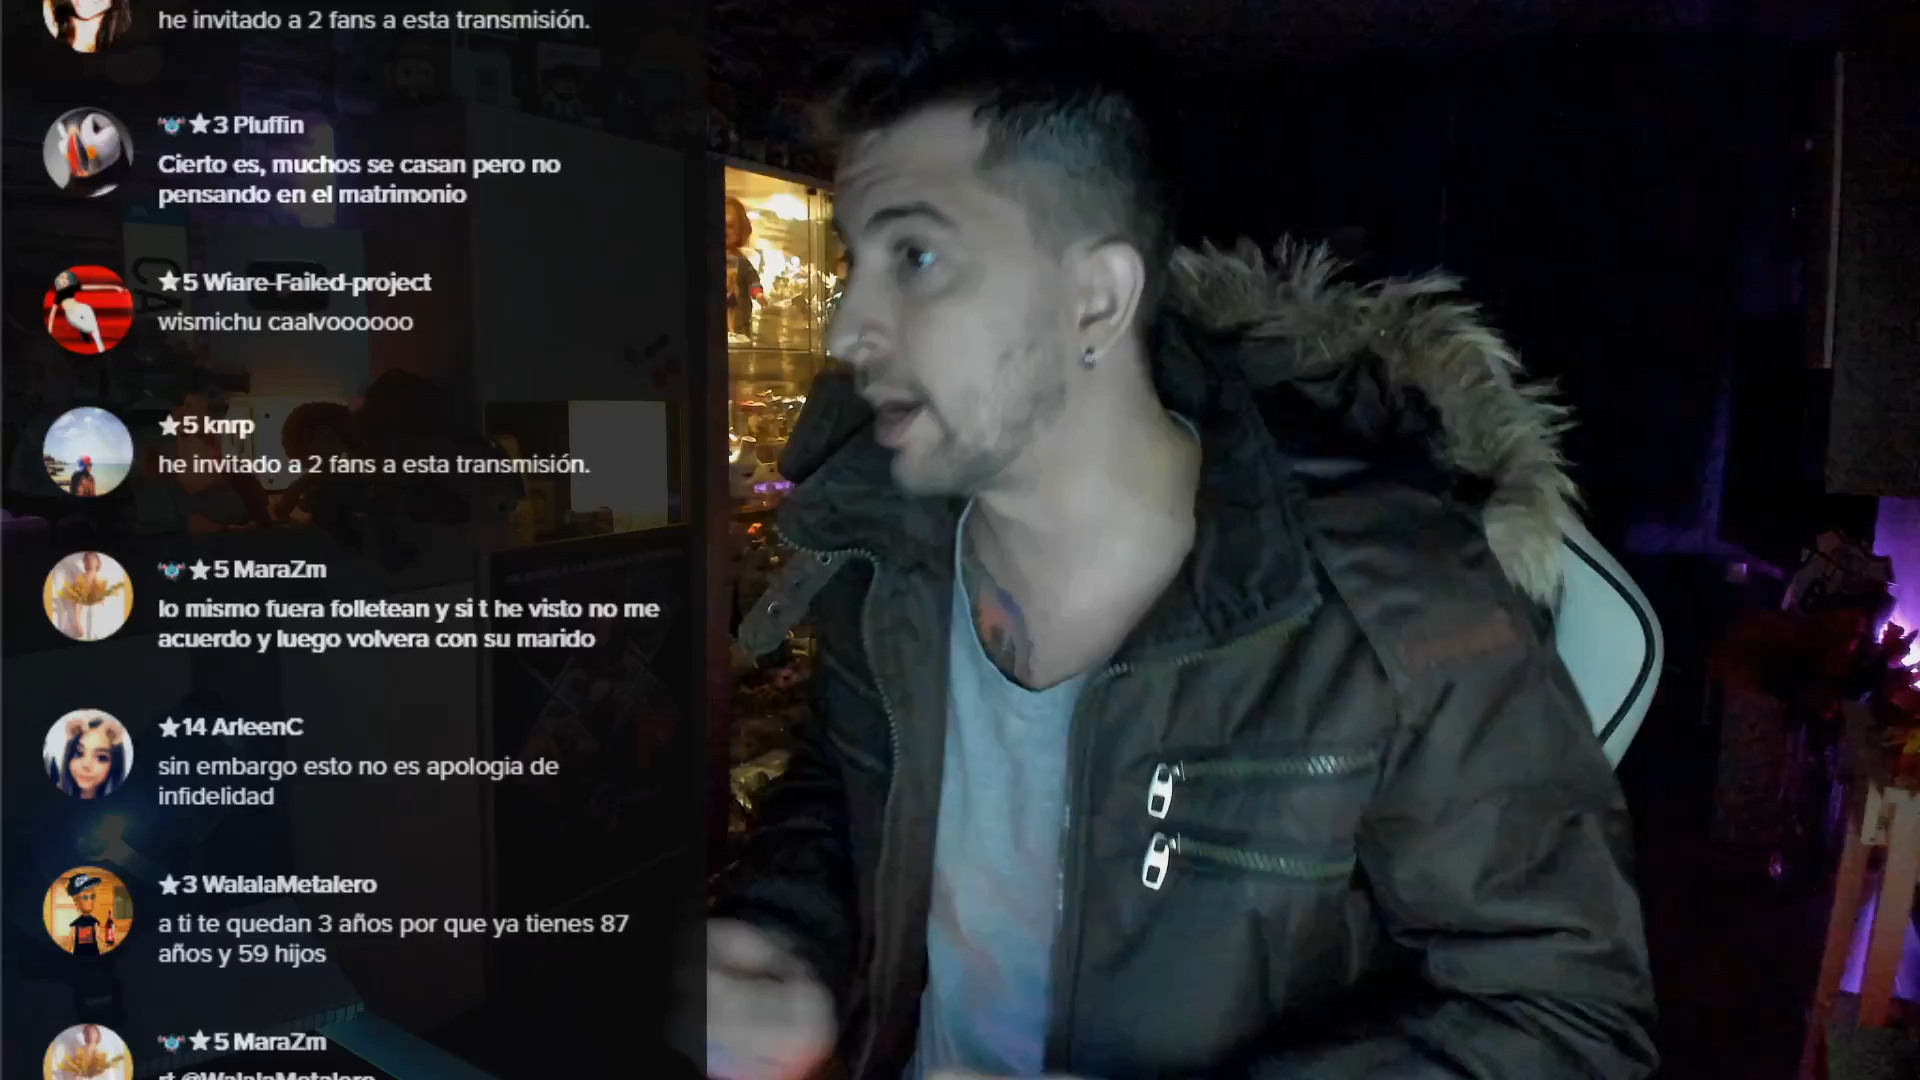 he invitado a 2 fans a esta transmisión.
★3 Pluffin
Cierto es, muchos se casan pero no
pensando en el matrimonio
★5 Wiare-Failed-project
wismichu caalvoooooo
★5 knrp
he invitado a 2 fans a esta transmisión.
★5 MaraZm
lo mismo fuera folletean y si t he visto no me
acuerdo y luego volvera con su marido
★14 ArleenC
sin embargo esto no es apologia de
infidelidad
★3 WalalaMetalero
a ti te quedan 3 años por que ya tienes 87
años y 59 hijos
★5 MaraZm
rt @WalalaMetalero